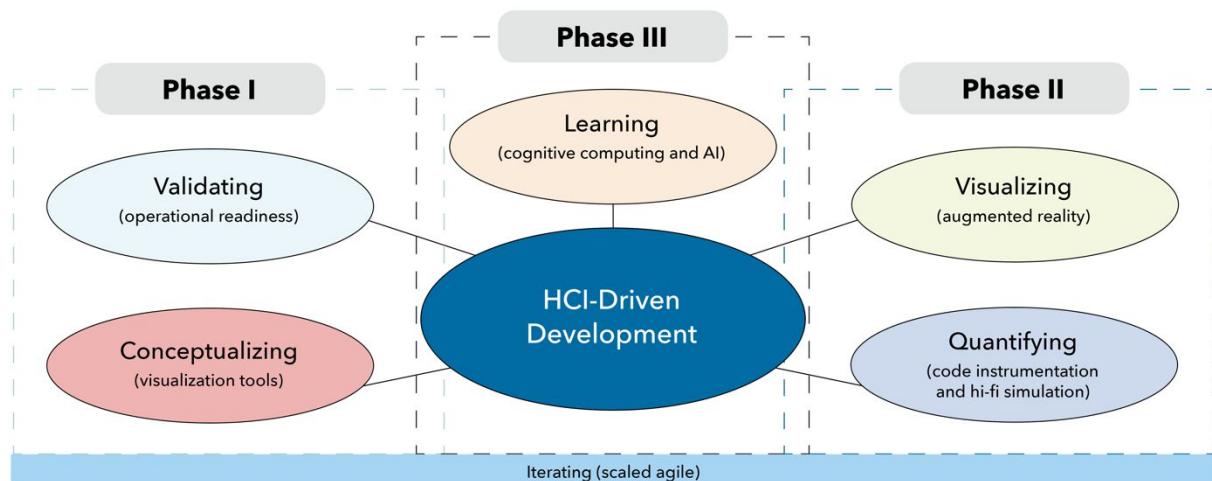 Phase I
Phase III
Phase II
Learning
(cognitive computing and AI)
Validating
(operational readiness)
Visualizing
(augmented reality)
HCI-Driven
Development
Conceptualizing
(visualization tools)
Quantifying
(code instrumentation
and hi-fi simulation)
Iterating (scaled agile)